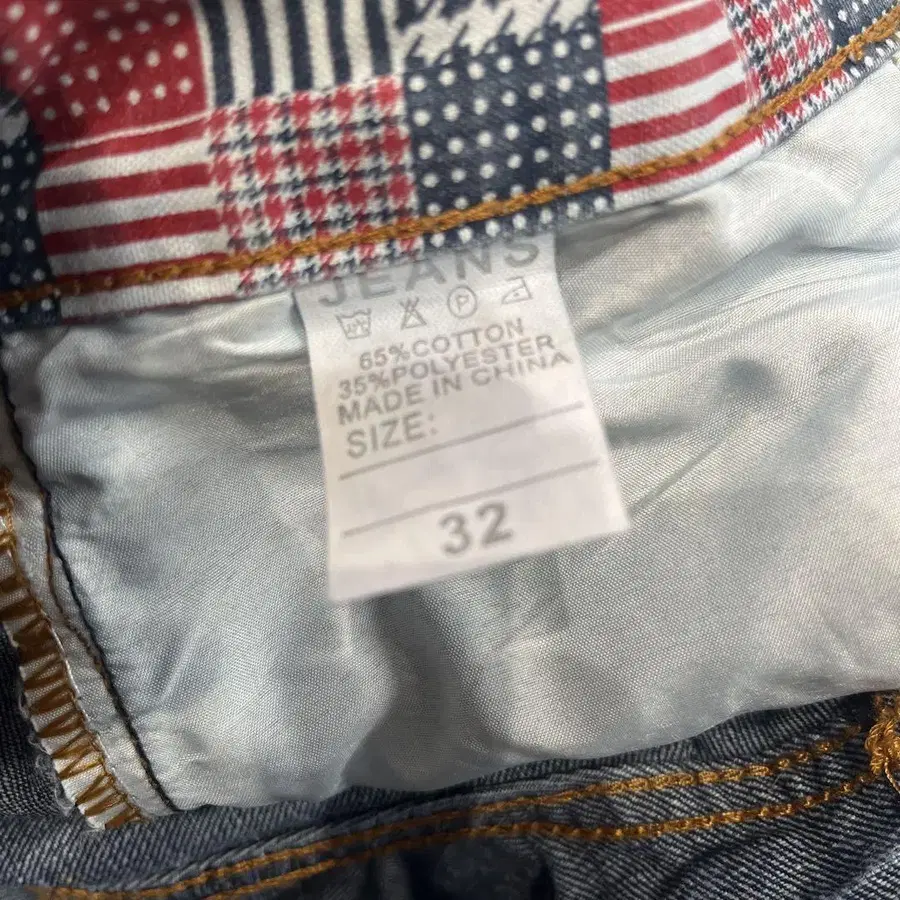 JEANS
P
65%COTTON
35%POLYESTER
MADE IN CHINA
SIZE:
32